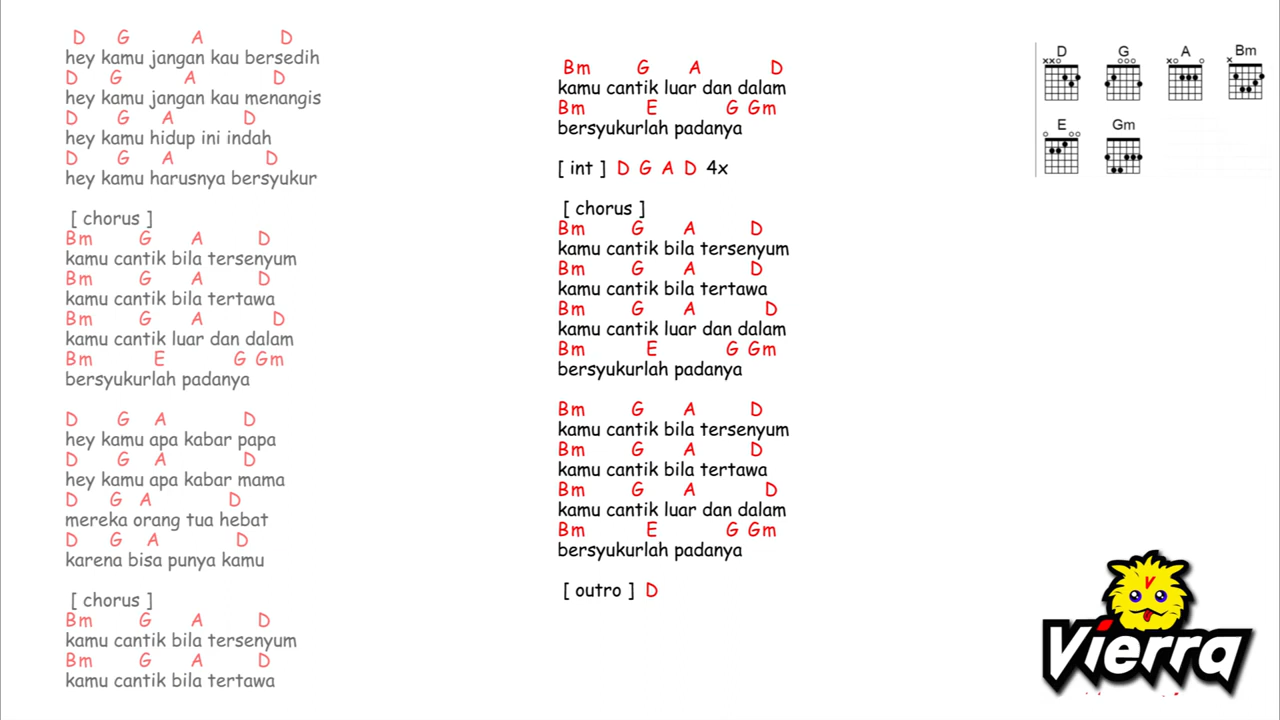 D G A D
hey kamu jangan kau bersedih
D G A D
hey kamu jangan kau menangis
D G A D
hey kamu hidup ini indah
D G A D
hey kamu harusnya bersyukur
[ chorus ]
Bm G A D
kamu cantik bila tersenyum
Bm G A D
kamu cantik bila tertawa
Bm G A D
kamu cantik luar dan dalam
Bm E G Gm
bersyukurlah padanya
D G A D
hey kamu apa kabar papa
D G A D
hey kamu apa kabar mama
D G A D
mereka orang tua hebat
D G A D
karena bisa punya kamu
[ chorus ]
Bm G A D
kamu cantik bila tersenyum
Bm G A D
kamu cantik bila tertawa
Bm G A D
kamu cantik luar dan dalam
Bm E G Gm
bersyukurlah padanya
[ int ] D G A D 4x
[ chorus ]
Bm G A D
kamu cantik bila tersenyum
Bm G A D
kamu cantik bila tertawa
Bm G A D
kamu cantik luar dan dalam
Bm E G Gm
bersyukurlah padanya
Bm G A D
kamu cantik bila tersenyum
Bm G A D
kamu cantik bila tertawa
Bm G A D
kamu cantik luar dan dalam
Bm E G Gm
bersyukurlah padanya
[ outro ] D
D G A Bm
E Gm
V
Vierra